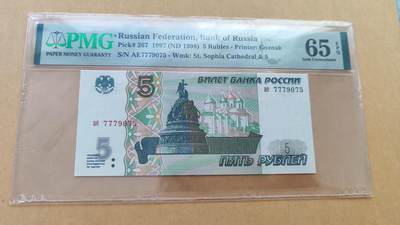 PMG
PAPER MONEY GUARANTY
Russian Federation, Bank of Russia
Pick# 267 1997 (ND 1998) 5 Rubles - Printer: Goznak
S/N AE7779075 - Wmk: St. Sophia Cathedral & 5
65 EPQ
Gem Uncirculated
5
БИЛЕТ БАНКА РОССИИ
ае 7779075
ае 7779075
5
5
ПЯТЬ РУБЛЕЙ